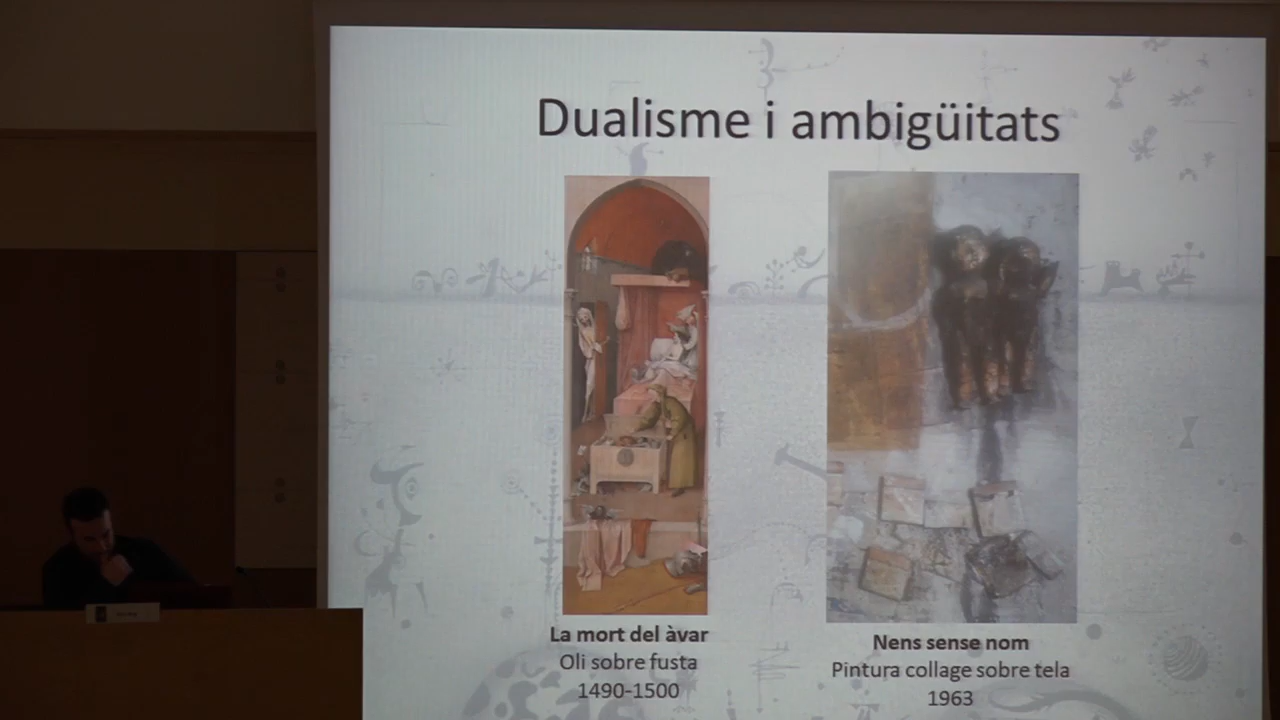 Dualisme i ambigüitats
La mort del àvar
Oli sobre fusta
1490-1500
Nens sense nom
Pintura collage sobre tela
1963